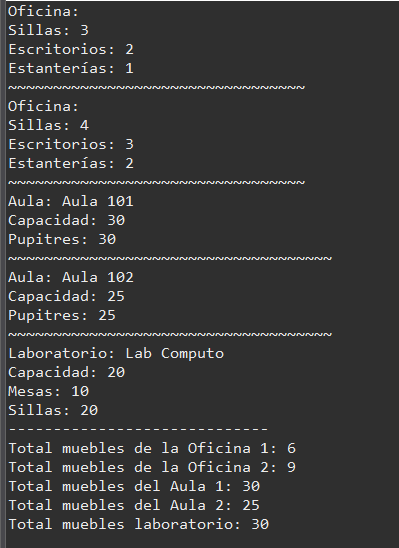 Oficina:
Sillas: 3
Escritorios: 2
Estanterías: 1
~~~~~~~~~~~~~~~~~~~~~~~~~~~~~~~~~
Oficina:
Sillas: 4
Escritorios: 3
Estanterías: 2
~~~~~~~~~~~~~~~~~~~~~~~~~~~~~~~~~
Aula: Aula 101
Capacidad: 30
Pupitres: 30
~~~~~~~~~~~~~~~~~~~~~~~~~~~~~~~~~~~~
Aula: Aula 102
Capacidad: 25
Pupitres: 25
~~~~~~~~~~~~~~~~~~~~~~~~~~~~~~~~~~~~
Laboratorio: Lab Computo
Capacidad: 20
Mesas: 10
Sillas: 20
-----------------------------
Total muebles de la Oficina 1: 6
Total muebles de la Oficina 2: 9
Total muebles del Aula 1: 30
Total muebles del Aula 2: 25
Total muebles laboratorio: 30